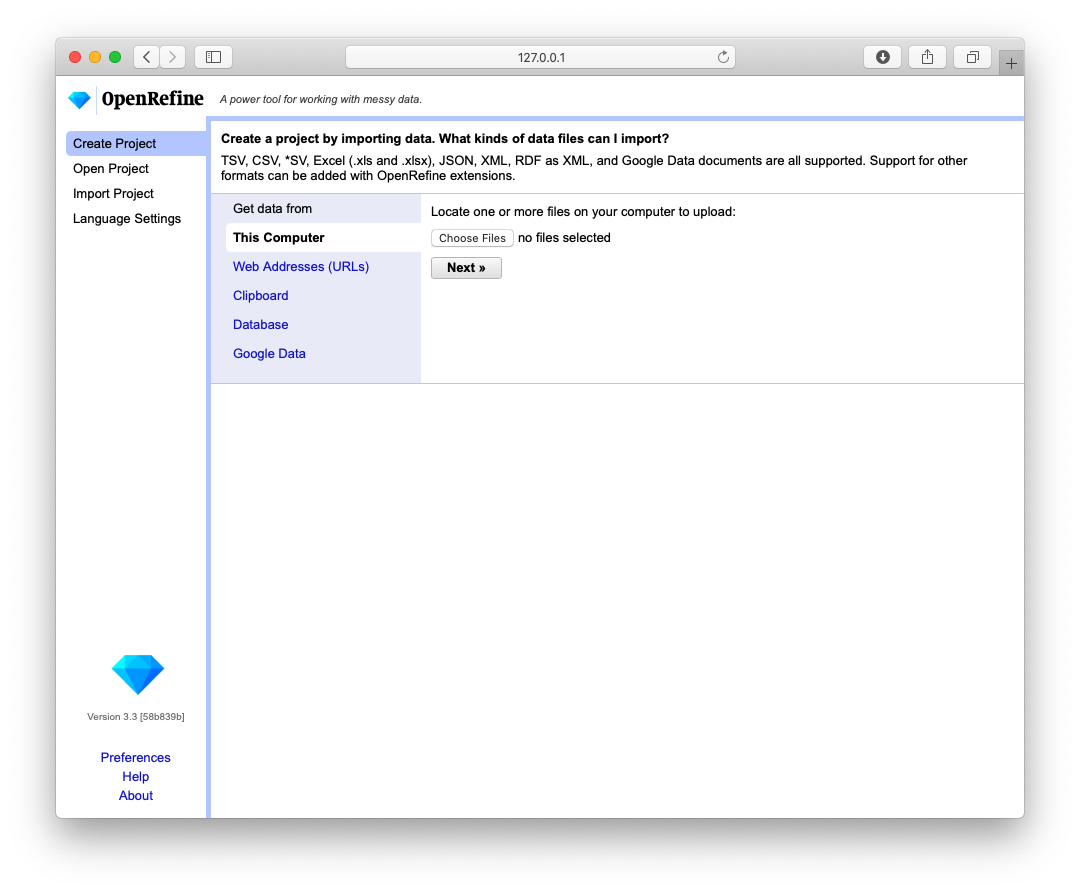 127.0.0.1
OpenRefine
A power tool for working with messy data.
Create Project
Open Project
Import Project
Language Settings
Create a project by importing data. What kinds of data files can I import?
TSV, CSV, *SV, Excel (.xls and .xlsx), JSON, XML, RDF as XML, and Google Data documents are all supported. Support for other
formats can be added with OpenRefine extensions.
Get data from
This Computer
Web Addresses (URLs)
Clipboard
Database
Google Data
Locate one or more files on your computer to upload:
Choose Files no files selected
Next »
Version 3.3 [58b839b]
Preferences
Help
About